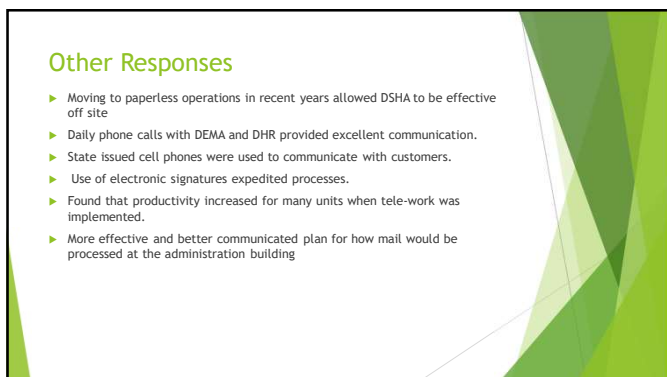 Other Responses
Moving to paperless operations in recent years allowed DSHA to be effective
off site
Daily phone calls with DEMA and DHR provided excellent communication.
State issued cell phones were used to communicate with customers.
Use of electronic signatures expedited processes.
Found that productivity increased for many units when tele-work was
implemented.
More effective and better communicated plan for how mail would be
processed at the administration building